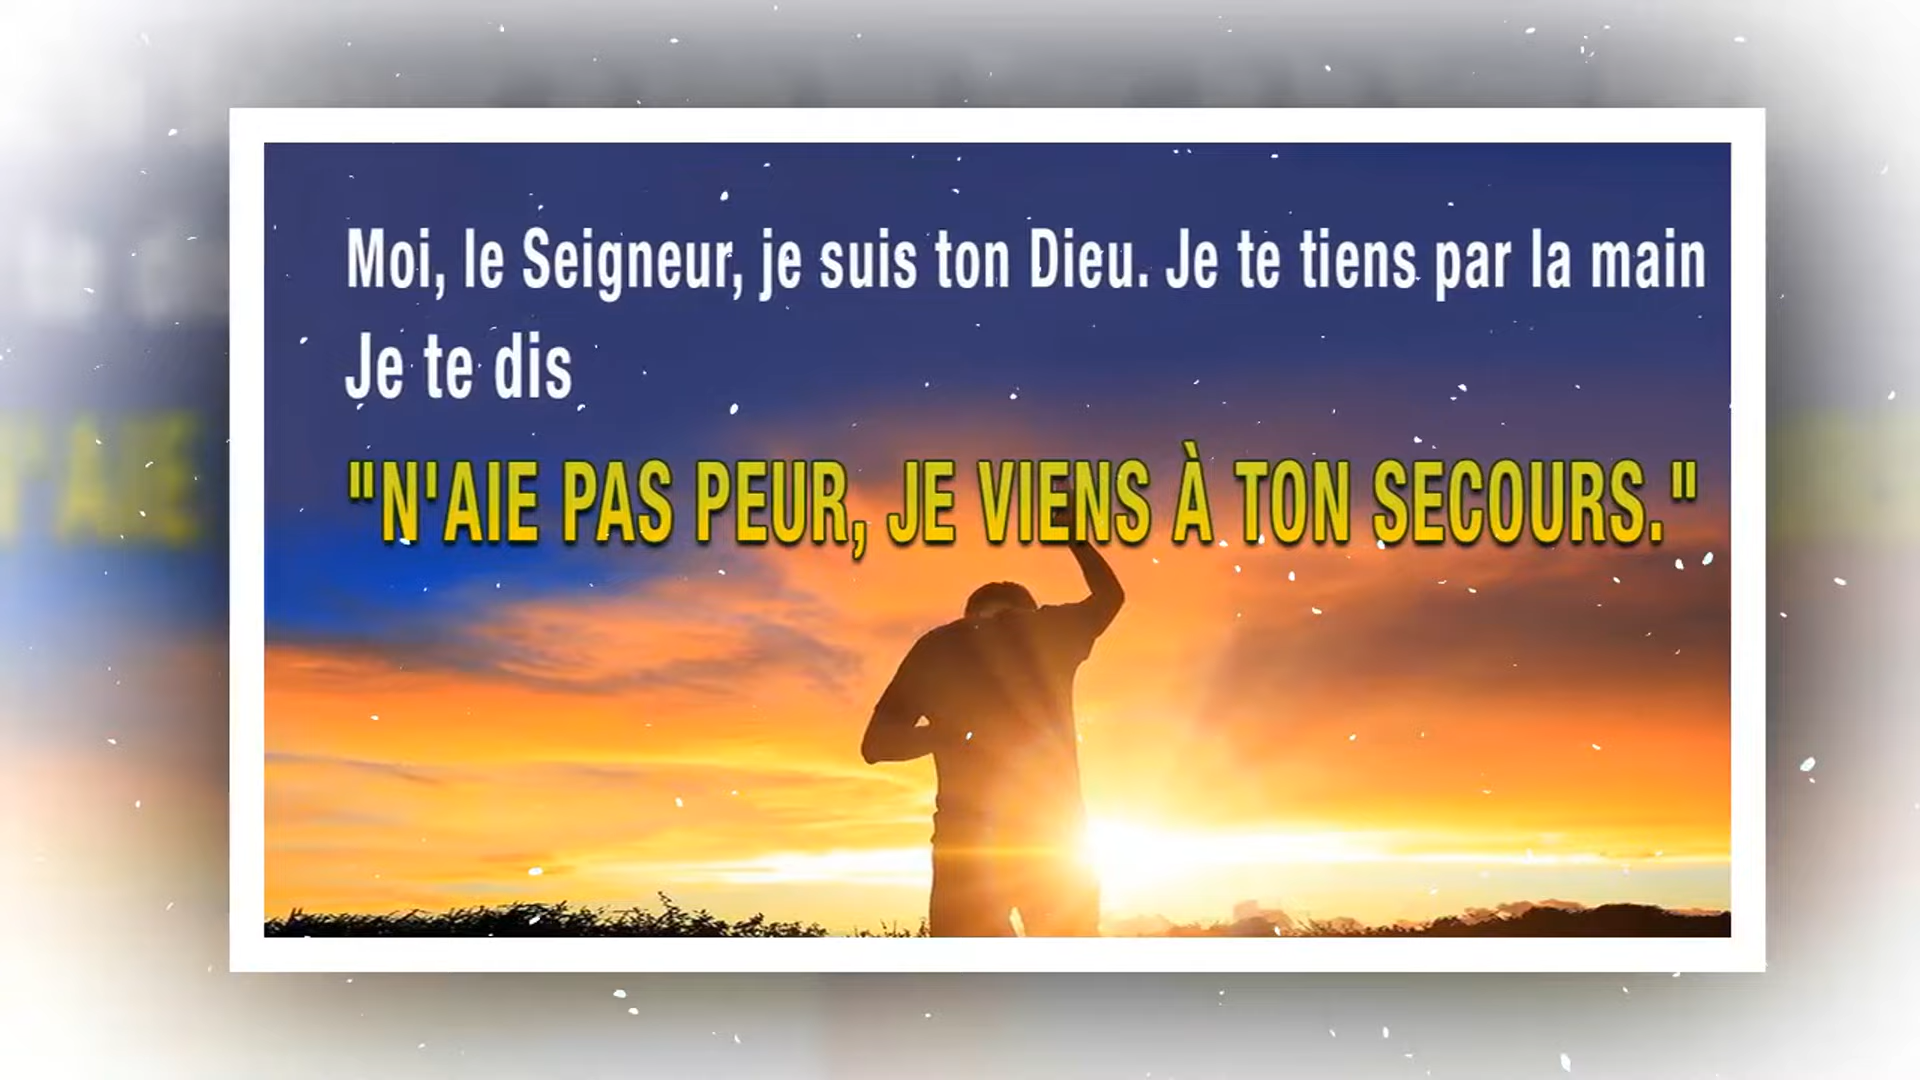 Moi, le Seigneur, je suis ton Dieu. Je te tiens par la main
Je te dis
"N'AIE PAS PEUR, JE VIENS À TON SECOURS."